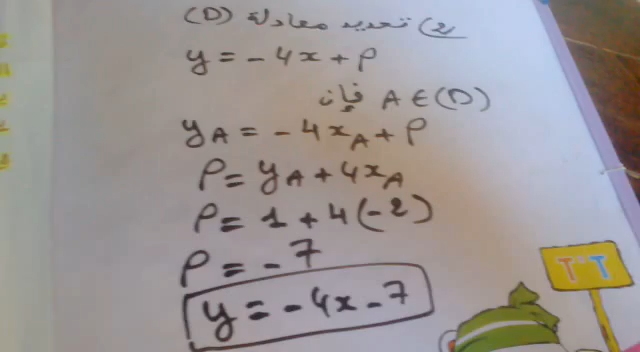 2) تحديد معادلة (D)
y = -4x + P
A ∈ (D) فإن
yA = -4xA + P
P = yA + 4xA
P = 1 + 4(-2)
P = -7
y = -4x - 7
T.T